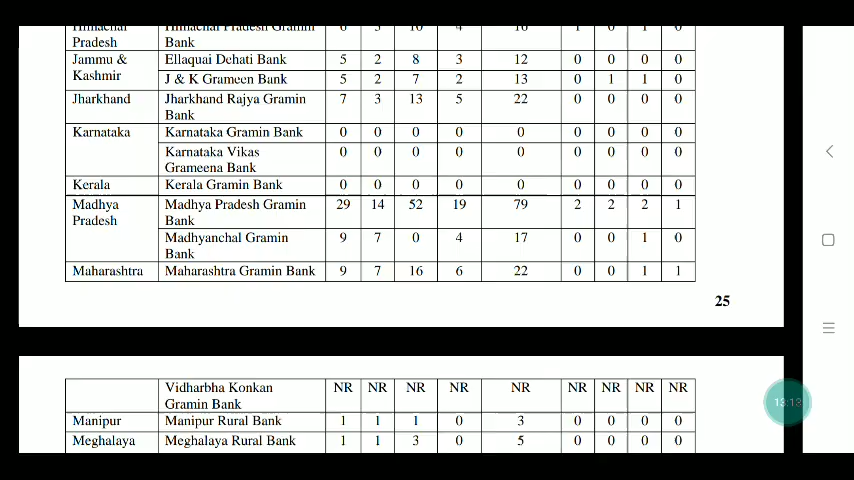 Himachal Himachal Pradesh Gramin 6 3 10 4 16 1 0 1 0
Pradesh Bank
Jammu & Ellaquai Dehati Bank 5 2 8 3 12 0 0 0 0
Kashmir J & K Grameen Bank 5 2 7 2 13 0 1 1 0
Jharkhand Jharkhand Rajya Gramin 7 3 13 5 22 0 0 0 0
Bank
Karnataka Karnataka Gramin Bank 0 0 0 0 0 0 0 0 0
Karnataka Vikas 0 0 0 0 0 0 0 0 0
Grameena Bank
Kerala Kerala Gramin Bank 0 0 0 0 0 0 0 0 0
Madhya Madhya Pradesh Gramin 29 14 52 19 79 2 2 2 1
Pradesh Bank
Madhyanchal Gramin 9 7 0 4 17 0 0 1 0
Bank
Maharashtra Maharashtra Gramin Bank 9 7 16 6 22 0 0 1 1
25
Vidharbha Konkan NR NR NR NR NR NR NR NR NR
Gramin Bank
Manipur Manipur Rural Bank 1 1 1 0 3 0 0 0 0
Meghalaya Meghalaya Rural Bank 1 1 3 0 5 0 0 0 0
13:13